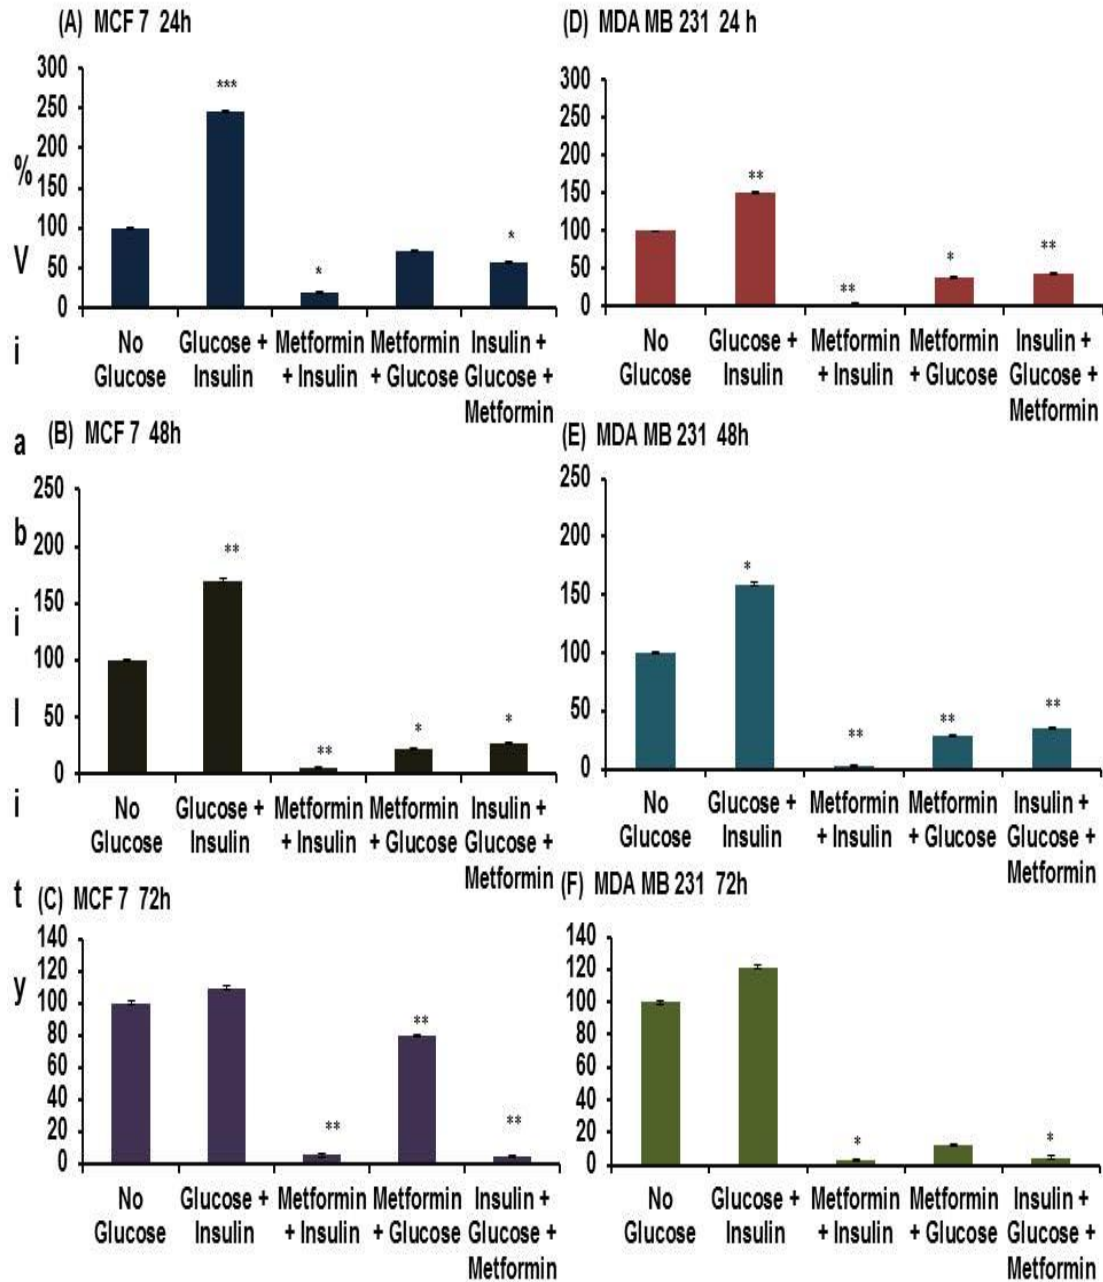 (A) MCF 7 24h
300
250
200
150
100
50
0
***
*
*
No Glucose
Glucose + Insulin
Metformin + Insulin
Metformin + Glucose
Insulin + Glucose + Metformin
(D) MDA MB 231 24 h
300
250
200
150
100
50
0
**
**
*
**
No Glucose
Glucose + Insulin
Metformin + Insulin
Metformin + Glucose
Insulin + Glucose + Metformin
% V i a b i l i t y
(B) MCF 7 48h
250
200
150
100
50
0
**
**
*
*
No Glucose
Glucose + Insulin
Metformin + Insulin
Metformin + Glucose
Insulin + Glucose + Metformin
(E) MDA MB 231 48h
250
200
150
100
50
0
*
**
**
**
No Glucose
Glucose + Insulin
Metformin + Insulin
Metformin + Glucose
Insulin + Glucose + Metformin
(C) MCF 7 72h
140
120
100
80
60
40
20
0
**
**
**
No Glucose
Glucose + Insulin
Metformin + Insulin
Metformin + Glucose
Insulin + Glucose + Metformin
(F) MDA MB 231 72h
140
120
100
80
60
40
20
0
*
*
No Glucose
Glucose + Insulin
Metformin + Insulin
Metformin + Glucose
Insulin + Glucose + Metformin